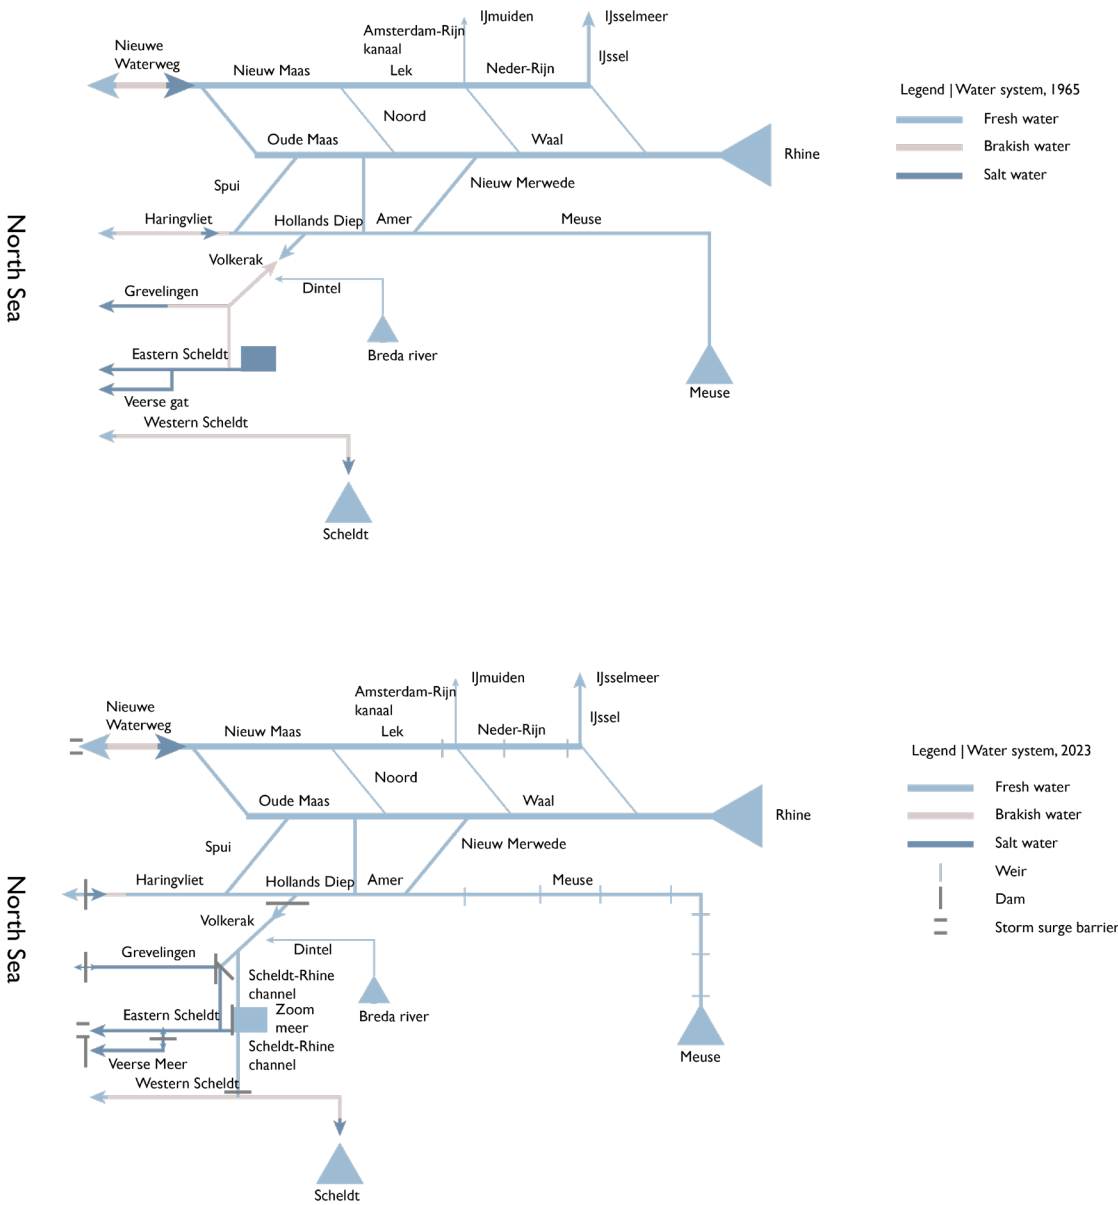 IJmuiden
IJsselmeer
Amsterdam-Rijn
kanaal
Nieuwe
Waterweg
IJssel
Nieuw Maas
Lek
Neder-Rijn
Legend | Water system, 1965
Fresh water
Noord
Oude Maas
Waal
Brakish water
Rhine
Salt water
Spui
Nieuw Merwede
North Sea
Haringvliet
Hollands Diep
Amer
Meuse
Volkerak
Dintel
Grevelingen
Breda river
Eastern Scheldt
Meuse
Veerse gat
Western Scheldt
Scheldt
IJmuiden
IJsselmeer
Amsterdam-Rijn
kanaal
Nieuwe
Waterweg
IJssel
Nieuw Maas
Lek
Neder-Rijn
Legend | Water system, 2023
Fresh water
Noord
Oude Maas
Waal
Brakish water
Rhine
Salt water
Spui
Nieuw Merwede
Weir
North Sea
Haringvliet
Hollands Diep
Amer
Meuse
Dam
Volkerak
Storm surge barrier
Grevelingen
Dintel
Scheldt-Rhine
channel
Eastern Scheldt
Zoom
meer
Breda river
Scheldt-Rhine
channel
Meuse
Veerse Meer
Western Scheldt
Scheldt